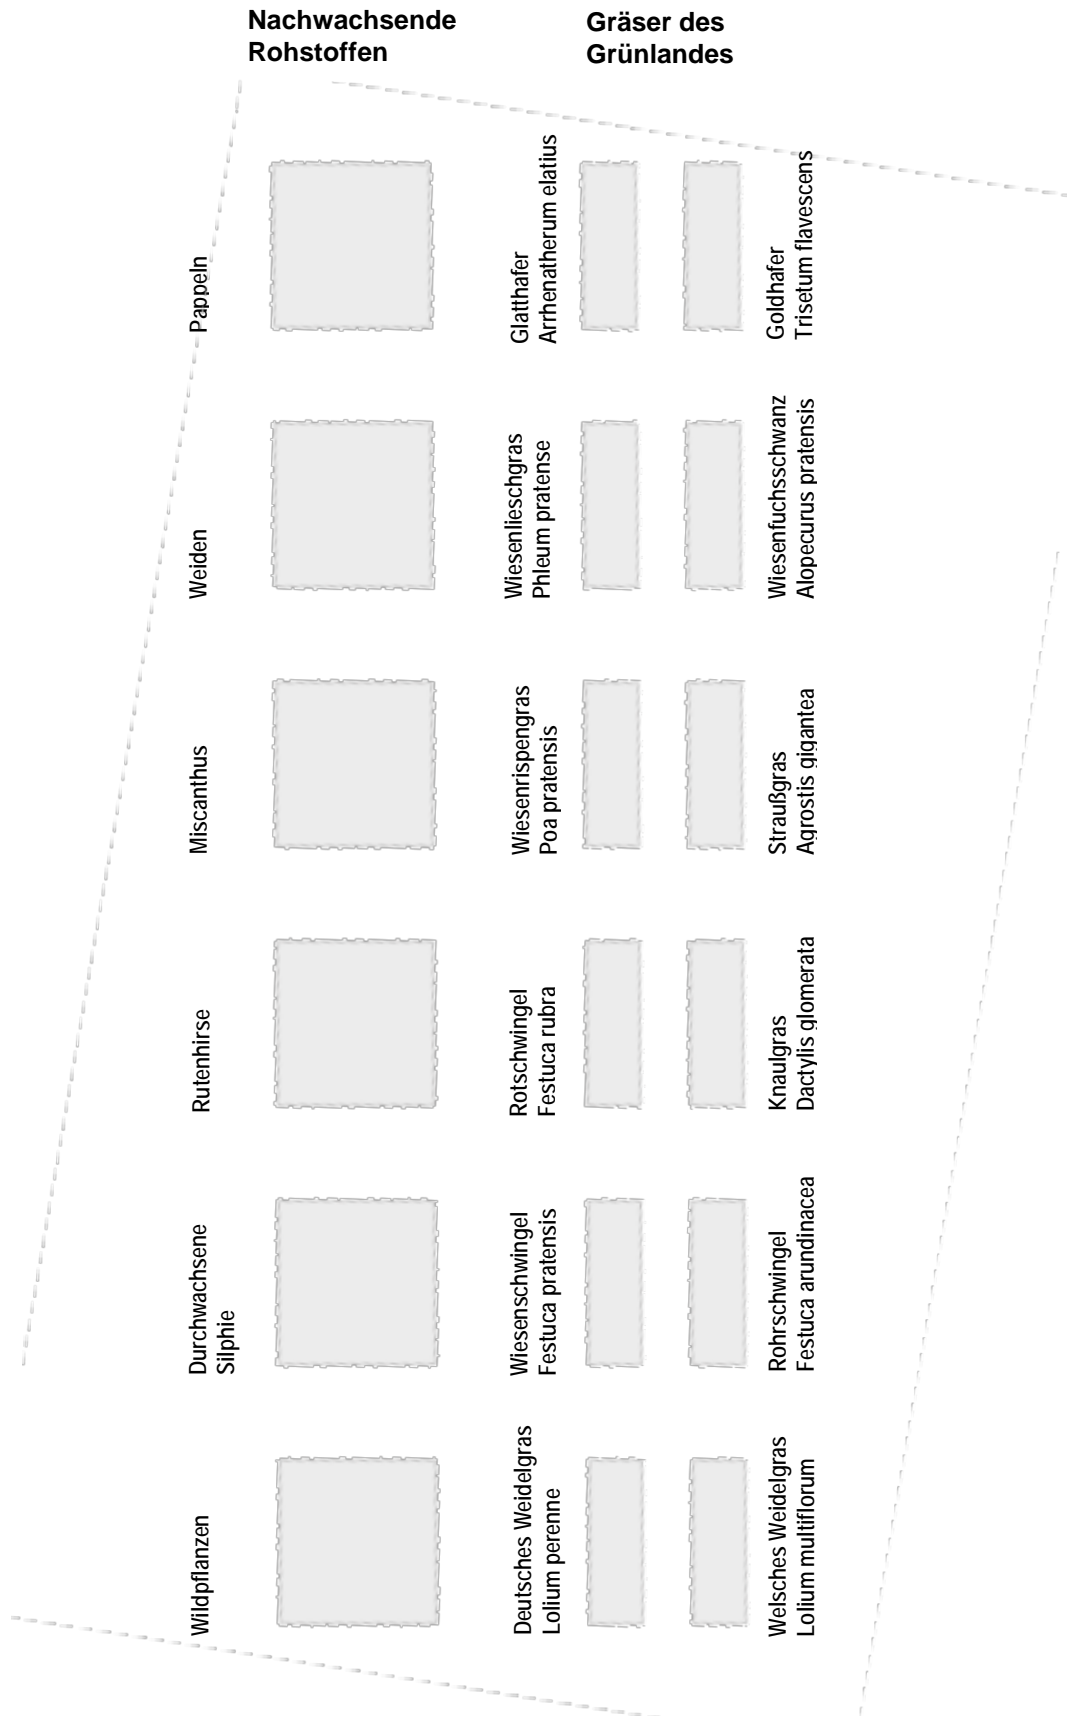 Nachwachsende
Rohstoffen
Gräser des
Grünlandes
Pappeln
Glatthafer
Arrhenatherum elatius
Goldhafer
Trisetum flavescens
Weiden
Wiesenlieschgras
Phleum pratense
Wiesenfuchsschwanz
Alopecurus pratensis
Miscanthus
Wiesenrispengras
Poa pratensis
Straußgras
Agrostis gigantea
Rutenhirse
Rotschwingel
Festuca rubra
Knaulgras
Dactylis glomerata
Durchwachsene
Silphie
Wiesenschwingel
Festuca pratensis
Rohrschwingel
Festuca arundinacea
Wildpflanzen
Deutsches Weidelgras
Lolium perenne
Welsches Weidelgras
Lolium multiflorum